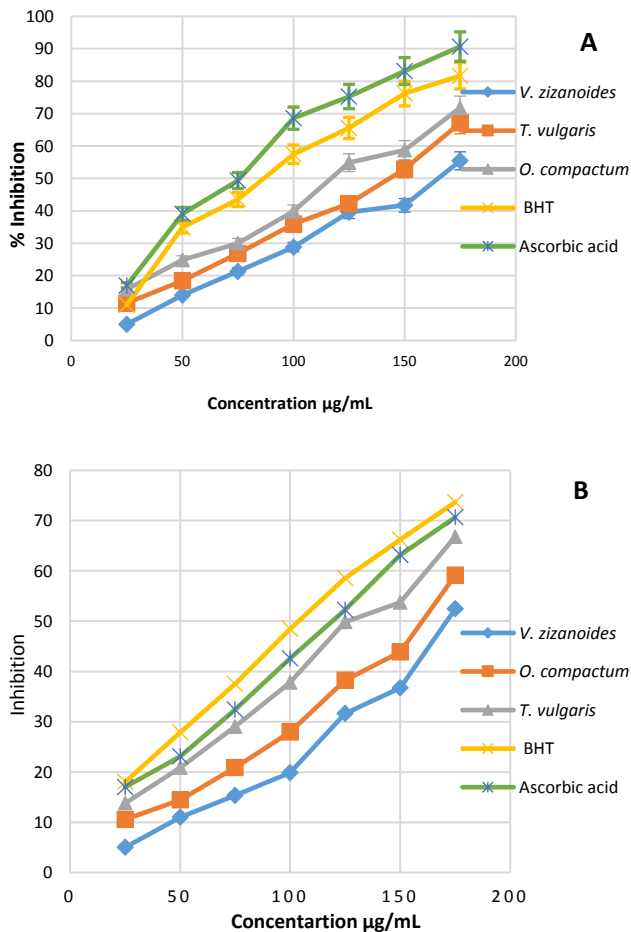 100
A
90
80
V. zizanoides
70
T. vulgaris
60
O. compactum
50
BHT
40
Ascorbic acid
30
20
10
0
% Inhibition
0 50 100 150 200
Concentration µg/mL
80
B
70
60
50
V. zizanoides
40
O. compactum
30
T. vulgaris
20
BHT
10
Ascorbic acid
0
Inhibition
0 50 100 150 200
Concentartion µg/mL